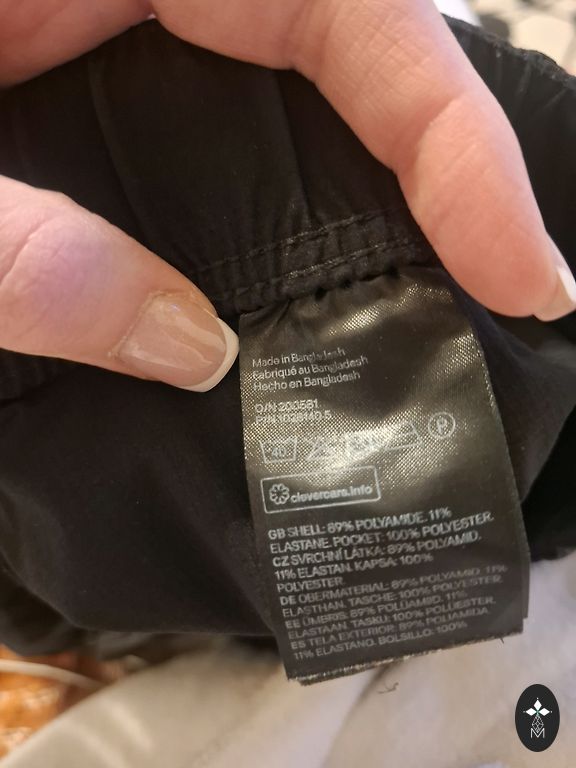 Made in Bangladesh
Fabriqué au Bangladesh
Hecho en Bangladesh
O/N
P/N
40
P
clevercare.info
GB SHELL: 89% POLYAMIDE. 11%
ELASTANE. POCKET: 100% POLYESTER.
CZ SVRCHNÍ LÁTKA: 89% POLYAMID.
11% ELASTAN. KAPSA: 100%
POLYESTER.
DE OBERMATERIAL: 89% POLYAMID. 11%
ELASTHAN. TASCHE: 100% POLYESTER.
EE ÜMBRIS: 89% POLÜAMIID. 11%
ELASTAAN. TASKU: 100% POLÜESTER.
ES TELA EXTERIOR: 89% POLIAMIDA.
11% ELASTANO. BOLSILLO: 100%
M